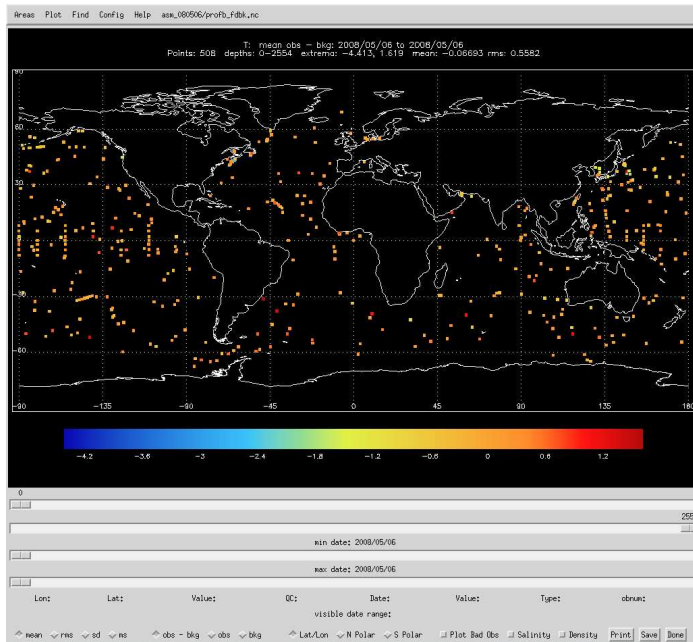 Areas Plot Find Config Help asm_080506/profb_fdbk.nc
T: mean obs - bkg: 2008/05/06 to 2008/05/06
Points: 508 depths: 0-2554 extrema: -4.413, 1.619 mean: -0.06693 rms: 0.5582
90
60
30
0
-30
-60
-90 -135 -90 -45 0 45 90 135 180
-4.2 -3.6 -3 -2.4 -1.8 -1.2 -0.6 0 0.6 1.2
0
255
min date: 2008/05/06
max date: 2008/05/06
Lon: Lat: Value: QC: Date: Value: Type: obnum:
visible date range:
mean rms sd ms obs - bkg obs bkg Lat/Lon N Polar S Polar Plot Bad Obs Salinity Density Print Save Done